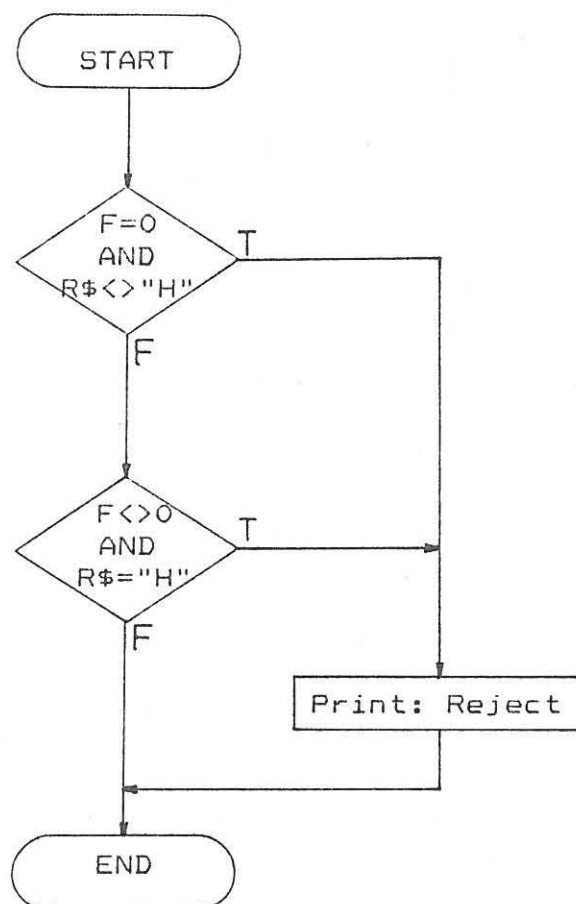 START
F=0
AND
R$<>"H"
T
F
F<>0
AND
R$="H"
T
F
Print: Reject
END